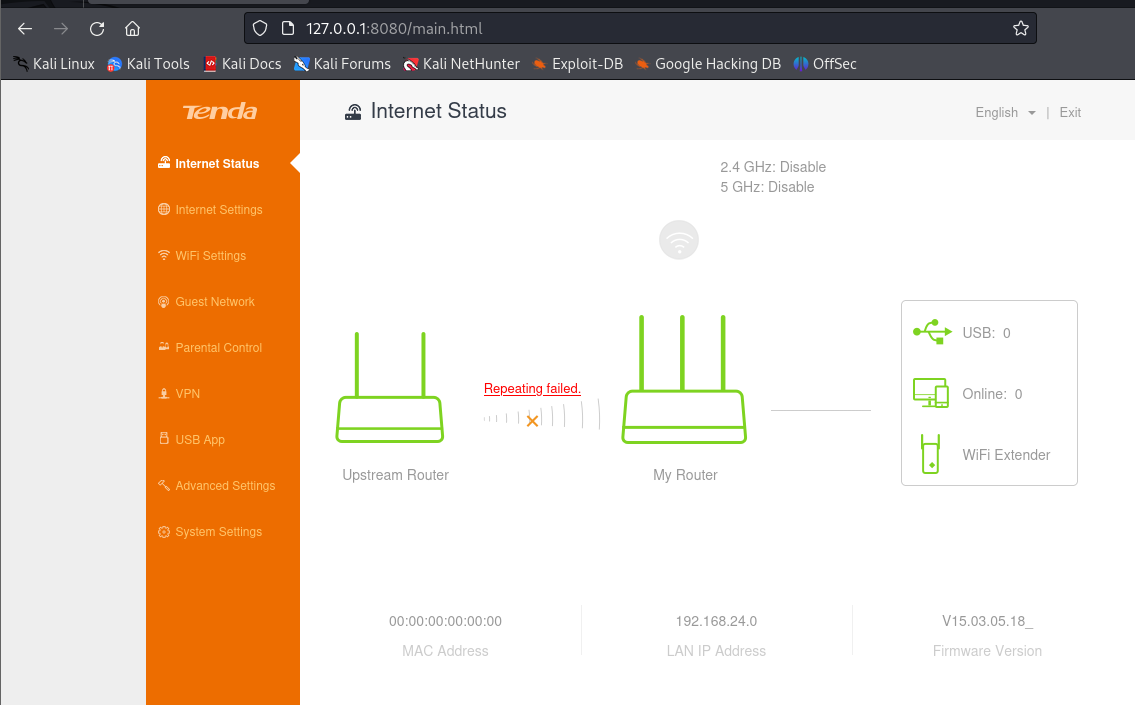 127.0.0.1:8080/main.html
Kali Linux Kali Tools Kali Docs Kali Forums Kali NetHunter Exploit-DB Google Hacking DB OffSec
Tenda
Internet Status
English | Exit
Internet Status
Internet Settings
WiFi Settings
Guest Network
Parental Control
VPN
USB App
Advanced Settings
System Settings
2.4 GHz: Disable
5 GHz: Disable
Repeating failed.
Upstream Router
My Router
USB: 0
Online: 0
WiFi Extender
00:00:00:00:00:00
MAC Address
192.168.24.0
LAN IP Address
V15.03.05.18_
Firmware Version